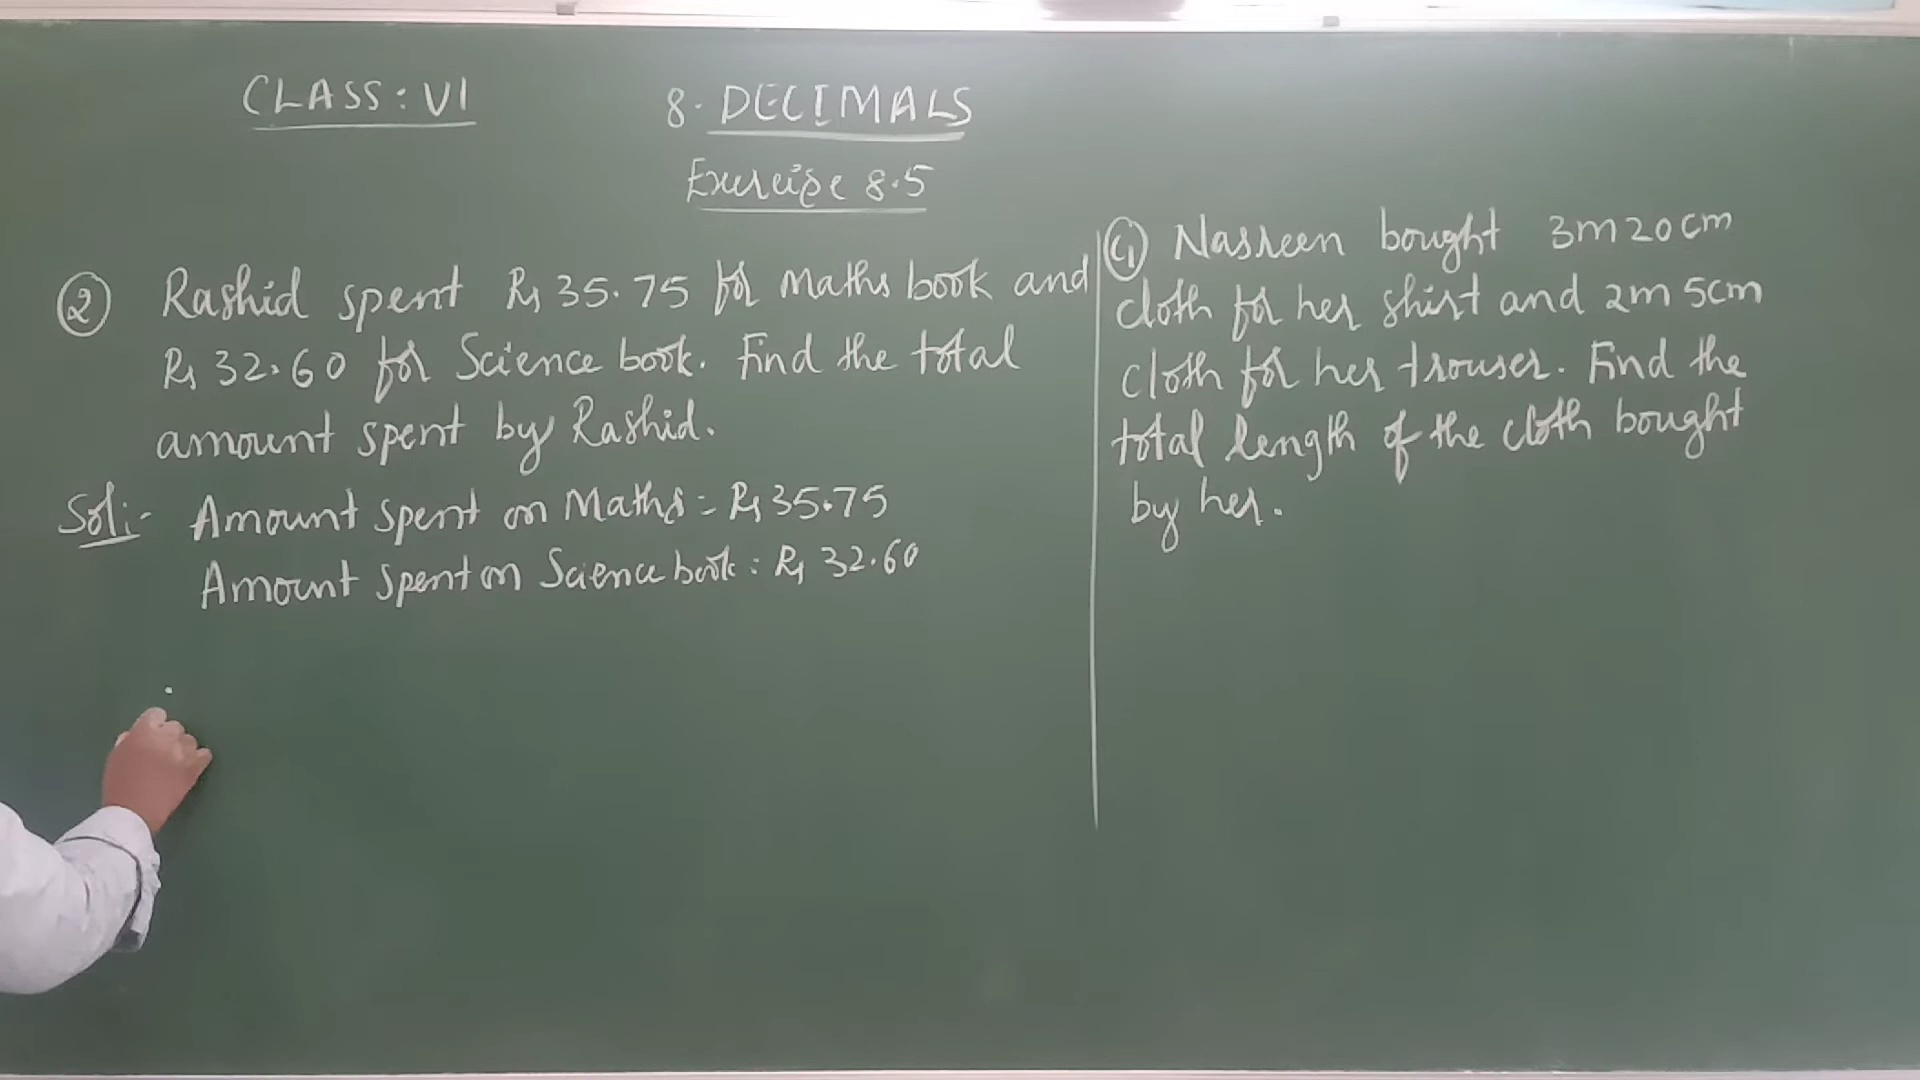 CLASS: VI
8. DECIMALS
Exercise 8.5
② Rashid spent Rs 35.75 for Maths book and
Rs 32.60 for Science book. Find the total
amount spent by Rashid.
Sol:- Amount spent on Maths = Rs 35.75
Amount spent on Science book = Rs 32.60
④ Nasreen bought 3m 20cm
cloth for her shirt and 2m 5cm
cloth for her trouser. Find the
total length of the cloth bought
by her.